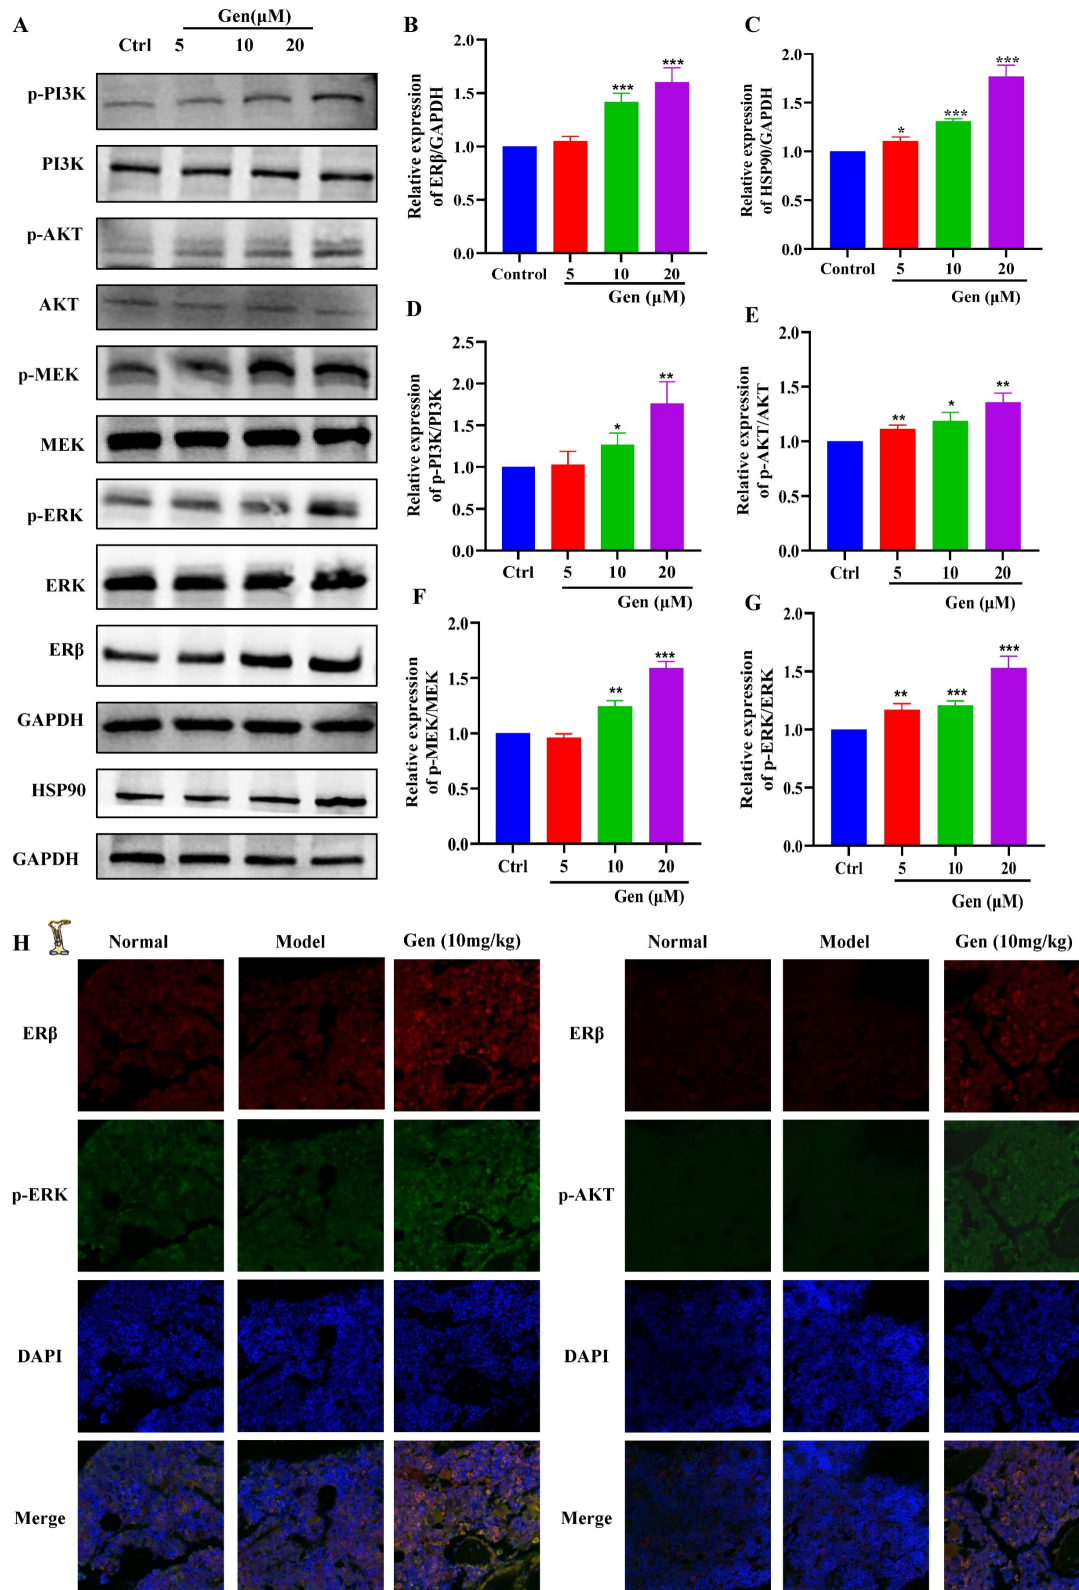 A
Gen(μM)
Ctrl 5 10 20
p-PI3K
PI3K
p-AKT
AKT
p-MEK
MEK
p-ERK
ERK
ERβ
GAPDH
HSP90
GAPDH
B
Relative expression
of ERβ/GAPDH
2.0
1.5
1.0
0.5
0.0
***
***
Control 5 10 20
Gen (μM)
C
Relative expression
of HSP90/GAPDH
2.0
1.5
1.0
0.5
0.0
*
***
***
Control 5 10 20
Gen (μM)
D
Relative expression
of p-PI3K/PI3K
2.5
2.0
1.5
1.0
0.5
0.0
*
**
Ctrl 5 10 20
Gen (μM)
E
Relative expression
of p-AKT/AKT
2.0
1.5
1.0
0.5
0.0
**
*
**
Ctrl 5 10 20
Gen (μM)
F
Relative expression
of p-MEK/MEK
2.0
1.5
1.0
0.5
0.0
**
***
Ctrl 5 10 20
Gen (μM)
G
Relative expression
of p-ERK/ERK
2.0
1.5
1.0
0.5
0.0
**
***
***
Ctrl 5 10 20
Gen (μM)
H
Normal Model Gen (10mg/kg)
ERβ
p-ERK
DAPI
Merge
Normal Model Gen (10mg/kg)
ERβ
p-AKT
DAPI
Merge